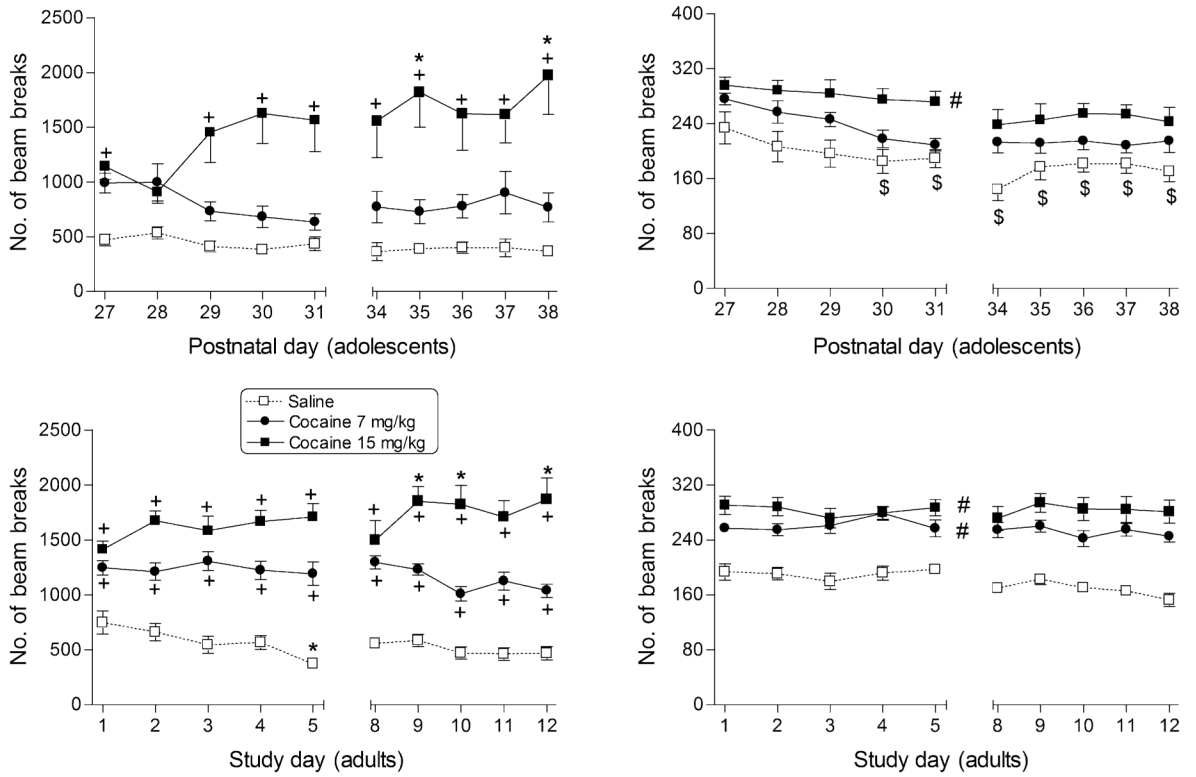 2500
2000
1500
1000
500
0
No. of beam breaks
+ + + + + + * + + + * +
27 28 29 30 31 34 35 36 37 38
Postnatal day (adolescents)
400
320
240
160
80
0
No. of beam breaks
#
$ $ $ $ $ $ $
27 28 29 30 31 34 35 36 37 38
Postnatal day (adolescents)
Saline
Cocaine 7 mg/kg
Cocaine 15 mg/kg
2500
2000
1500
1000
500
0
No. of beam breaks
+ + + + + + * * *
+ + + +
+ + + + + + + + + +
*
1 2 3 4 5 8 9 10 11 12
Study day (adults)
400
320
240
160
80
0
No. of beam breaks
#
#
1 2 3 4 5 8 9 10 11 12
Study day (adults)